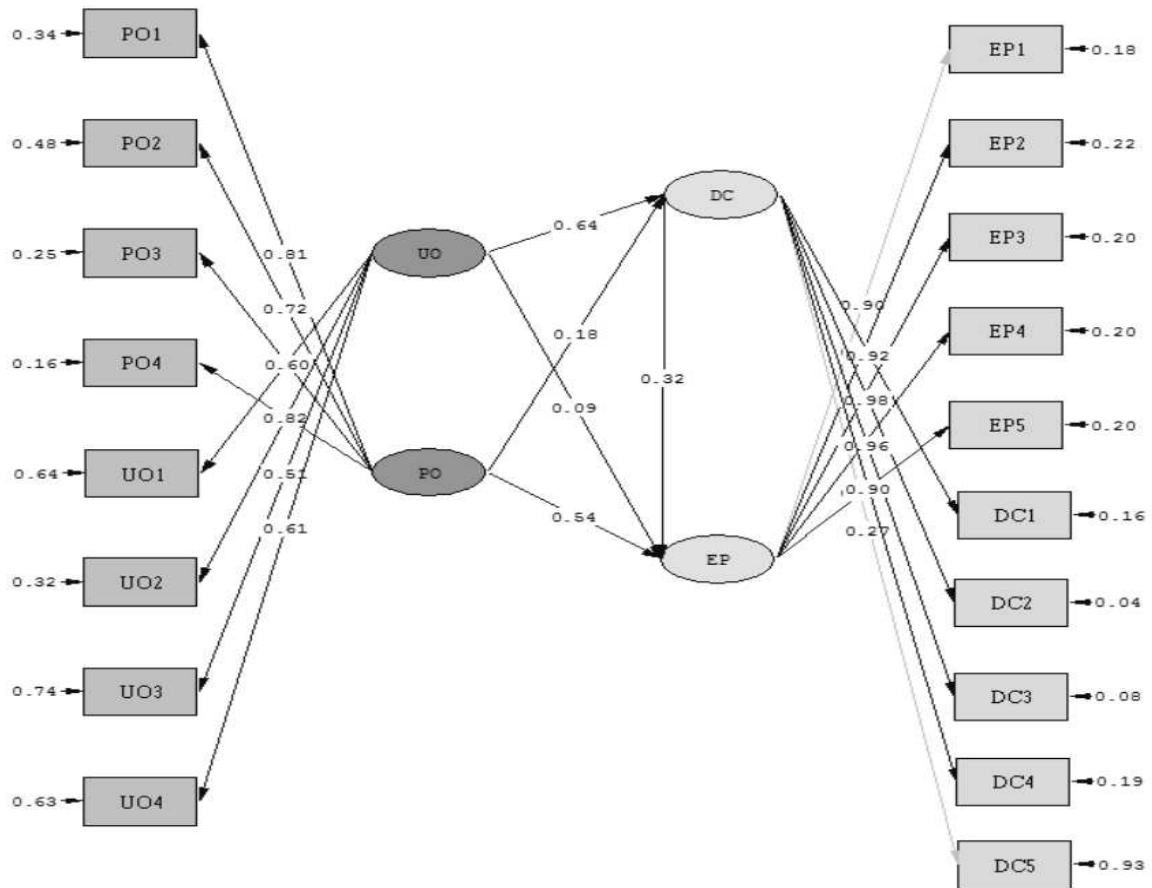 0.34 PO1
0.48 PO2
0.25 PO3
0.16 PO4
0.64 UO1
0.32 UO2
0.74 UO3
0.63 UO4
0.81
0.72
0.60
0.82
0.51
0.61
UO
PO
0.64
0.18
0.09
0.54
DC
0.32
EP
0.90
0.92
0.98
0.96
0.90
0.27
EP1 0.18
EP2 0.22
EP3 0.20
EP4 0.20
EP5 0.20
DC1 0.16
DC2 0.04
DC3 0.08
DC4 0.19
DC5 0.93